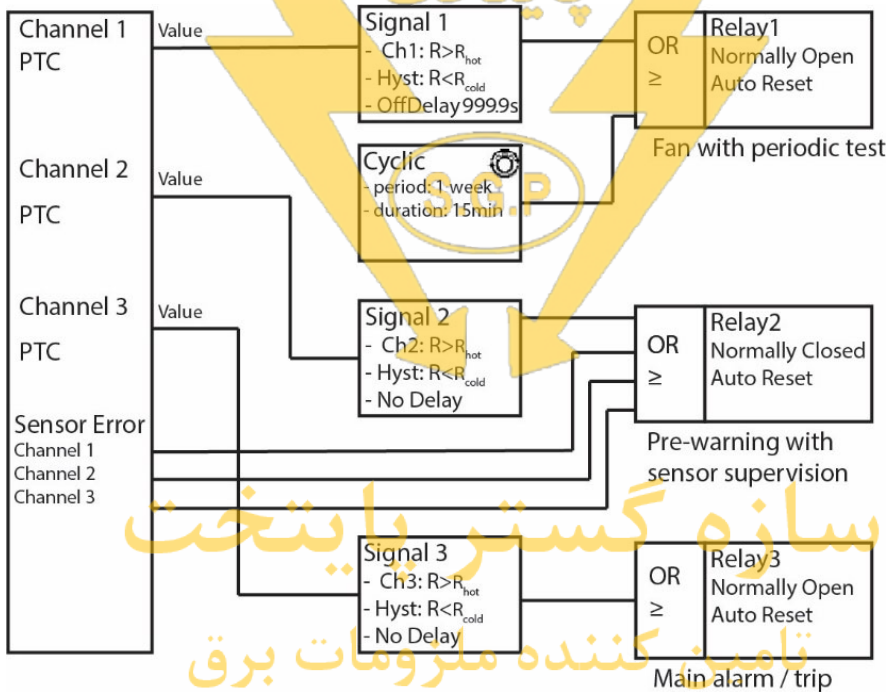 Channel 1
PTC
Value
Channel 2
PTC
Value
Channel 3
PTC
Value
Sensor Error
Channel 1
Channel 2
Channel 3
Signal 1
- Ch1: R>Rhot
- Hyst: R<Rcold
- OffDelay 999.9s
Cyclic
- period: 1 week
- duration: 15min
Signal 2
- Ch2: R>Rhot
- Hyst: R<Rcold
- No Delay
Signal 3
- Ch3: R>Rhot
- Hyst: R<Rcold
- No Delay
OR
≥
Relay1
Normally Open
Auto Reset
Fan with periodic test
OR
≥
Relay2
Normally Closed
Auto Reset
Pre-warning with
sensor supervision
OR
≥
Relay3
Normally Open
Auto Reset
Main alarm / trip
S.G.P
سازه گستر پایتخت
تامین کننده ملزومات برق